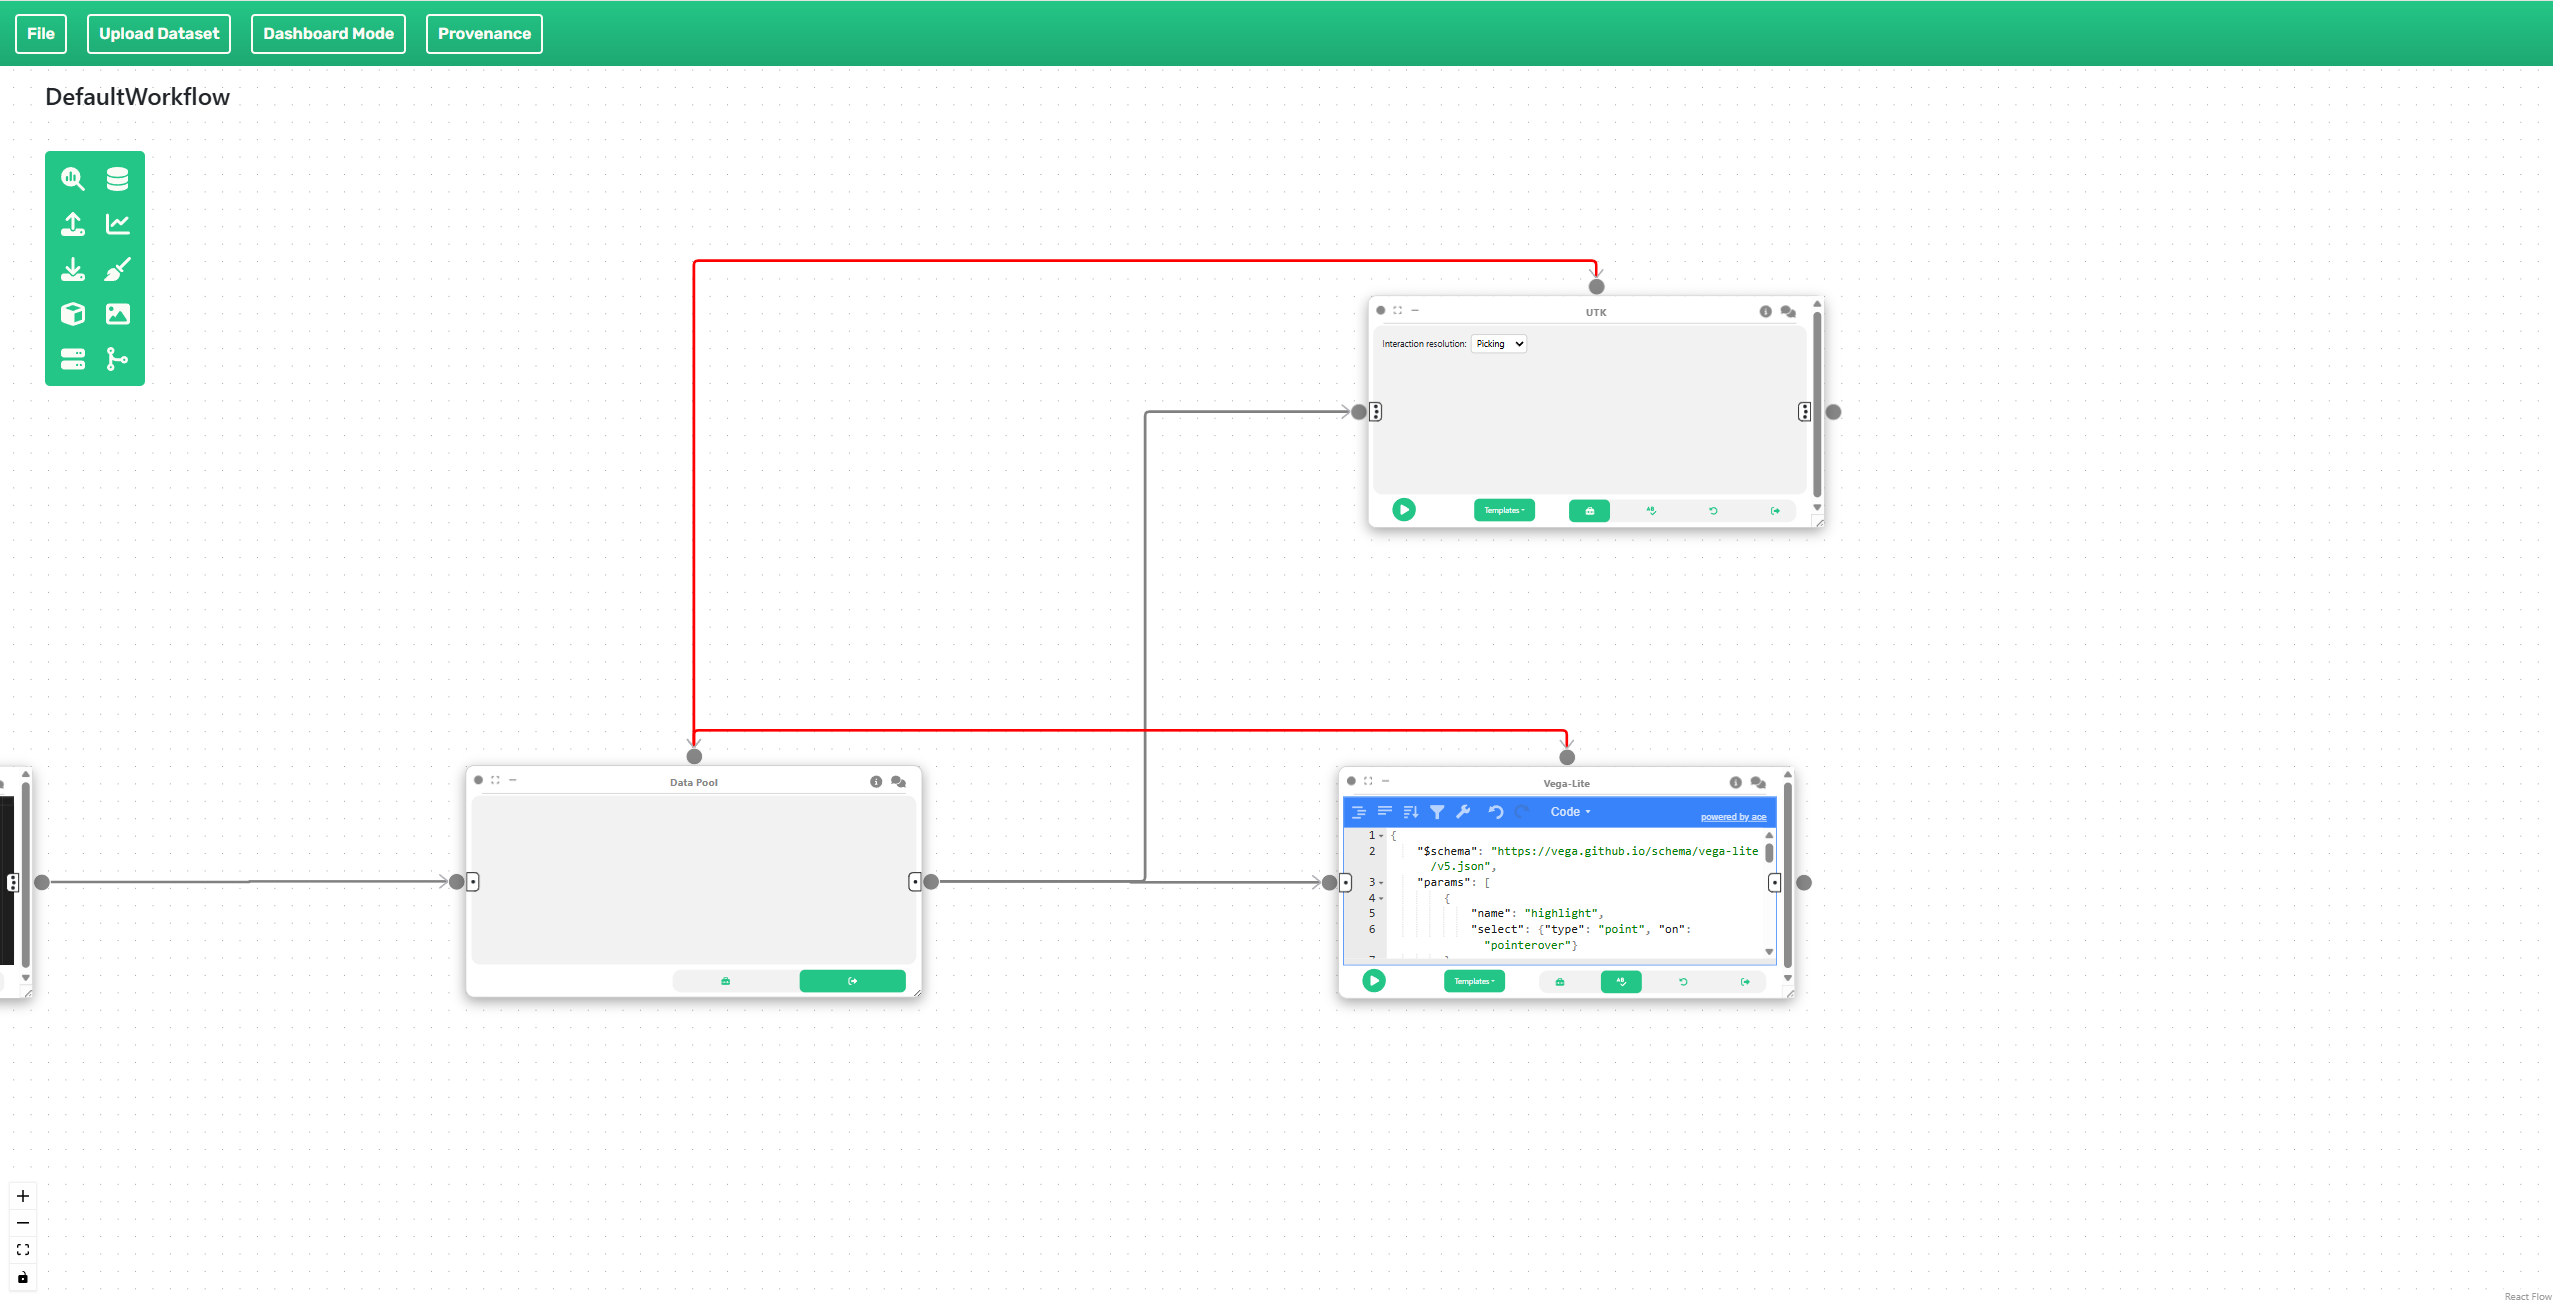 File
Upload Dataset
Dashboard Mode
Provenance
DefaultWorkflow
UTK
Interaction resolution: Picking
Templates
Data Pool
Vega-Lite
Code
powered by ace
1 {
2 "$schema": "https://vega.github.io/schema/vega-lite
/v5.json",
3 "params": [
4 {
5 "name": "highlight",
6 "select": {"type": "point", "on":
"pointerover"}
Templates
React Flow